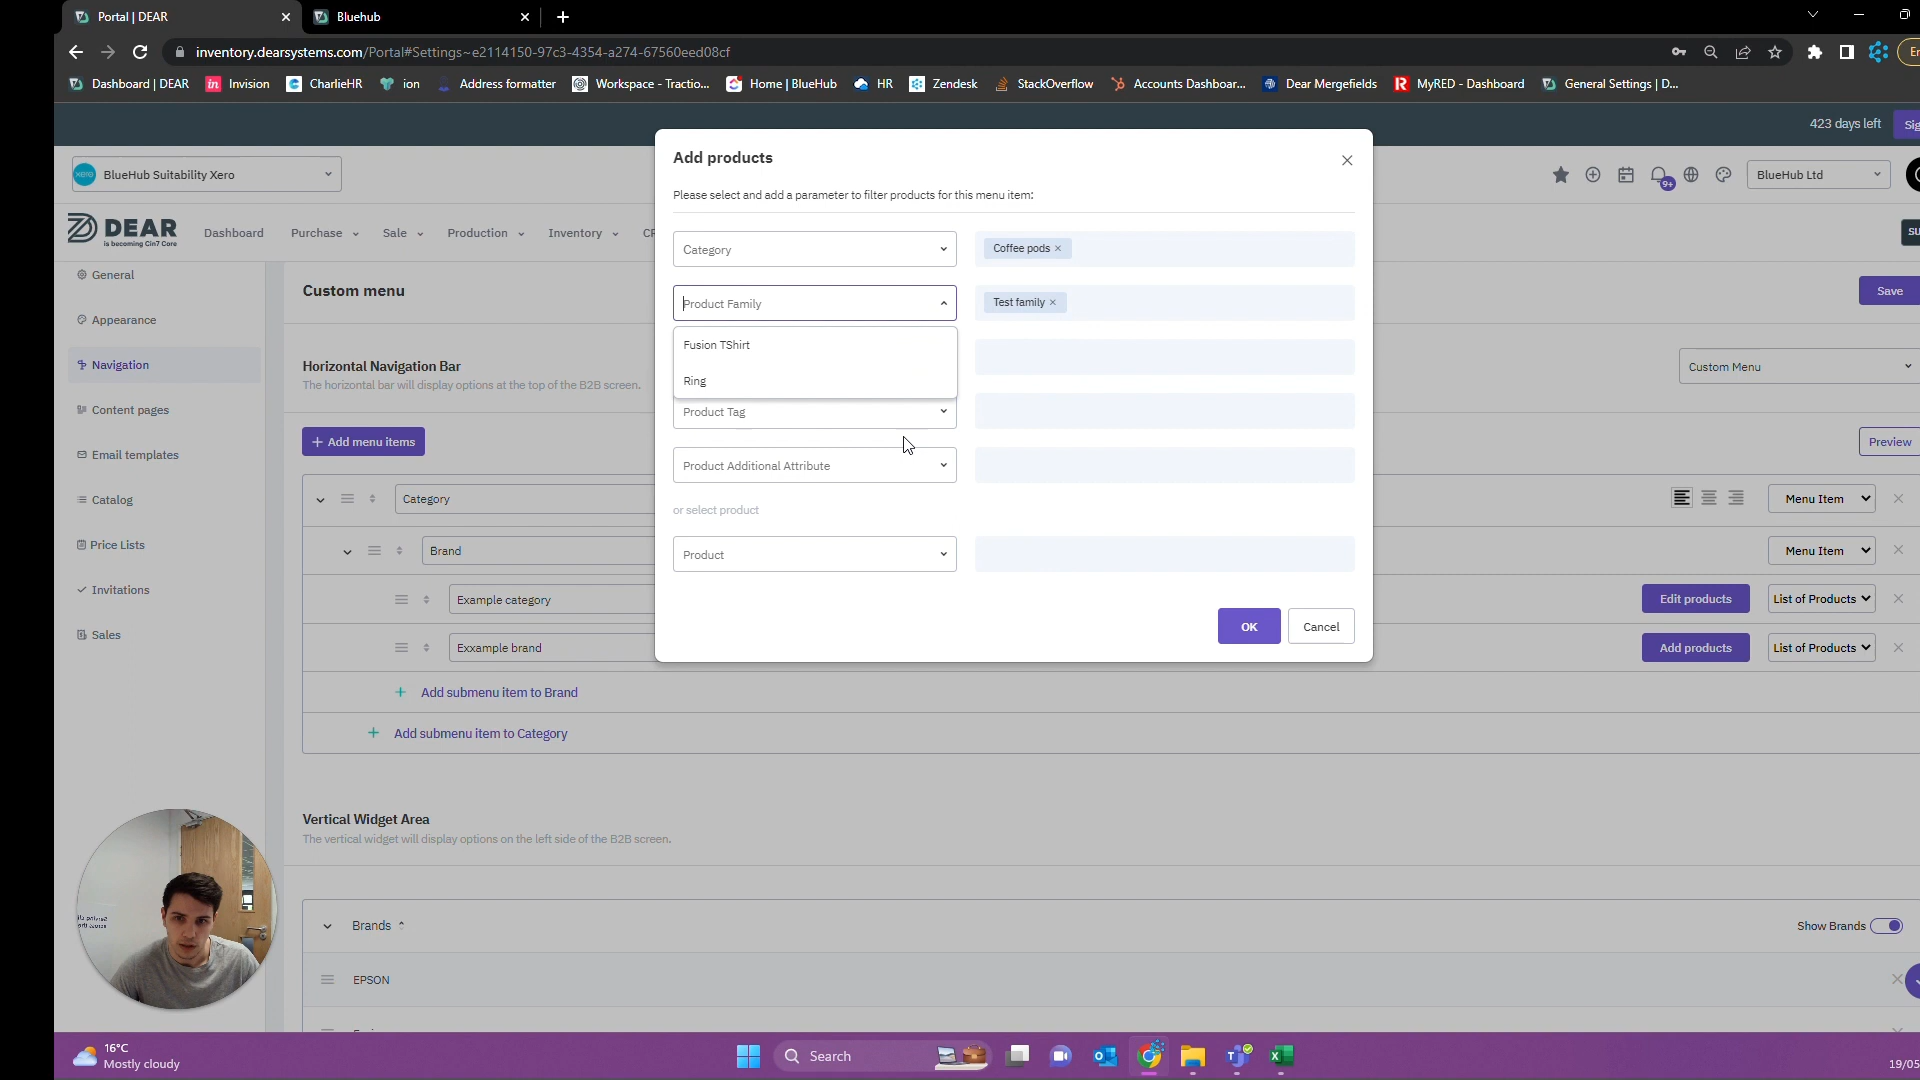 Portal | DEAR
Bluehub
inventory.dearsystems.com/Portal#Settings~e2114150-97c3-4354-a274-67560eed08cf
Dashboard | DEAR
Invision
CharlieHR
ion
Address formatter
Workspace - Tractio...
Home | BlueHub
HR
Zendesk
StackOverflow
Accounts Dashboar...
Dear Mergefields
MyRED - Dashboard
General Settings | D...
423 days left
Sig
BlueHub Suitability Xero
9+
BlueHub Ltd
DEAR
is becoming Cin7 Core
Dashboard
Purchase
Sale
Production
Inventory
SU
General
Appearance
Navigation
Content pages
Email templates
Catalog
Price Lists
Invitations
Sales
Custom menu
Save
Horizontal Navigation Bar
The horizontal bar will display options at the top of the B2B screen.
Custom Menu
+ Add menu items
Preview
Category
Menu Item
Brand
Menu Item
Example category
Edit products
List of Products
Exxample brand
Add products
List of Products
+ Add submenu item to Brand
+ Add submenu item to Category
Vertical Widget Area
The vertical widget will display options on the left side of the B2B screen.
Brands
Show Brands
EPSON
Add products
Please select and add a parameter to filter products for this menu item:
Category
Coffee pods ×
Product Family
Test family ×
Fusion TShirt
Ring
Product Tag
Product Additional Attribute
or select product
Product
OK
Cancel
16°C
Mostly cloudy
Search
19/05